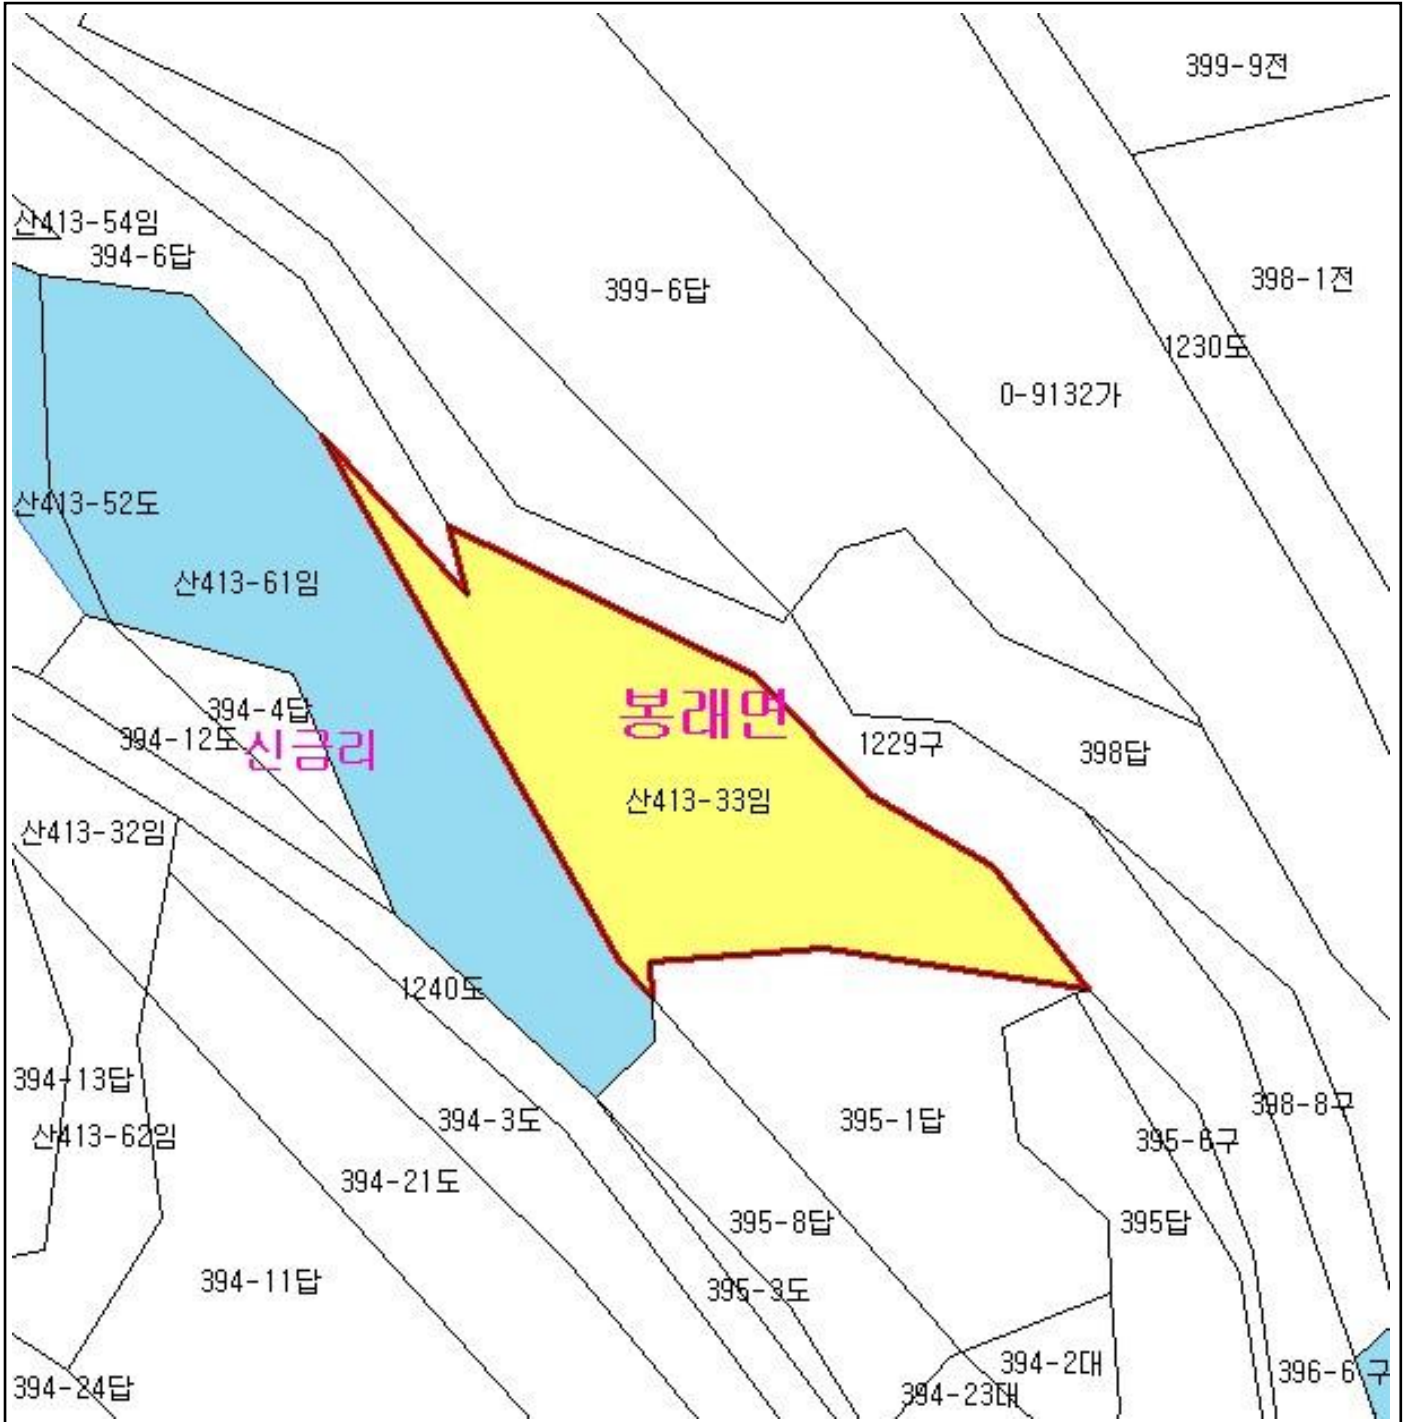 399-9전
산413-54임
394-6답
399-6답
398-1전
1230도
0-9132가
산413-52도
산413-61임
봉래면
394-4답
394-12도
신금리
1229구
398답
산413-33임
산413-32임
1240도
394-13답
산413-62임
394-3도
395-1답
398-8구
395-6구
394-21도
395-8답
395답
394-11답
395-3도
394-2대
396-6 구
394-24답
394-23대